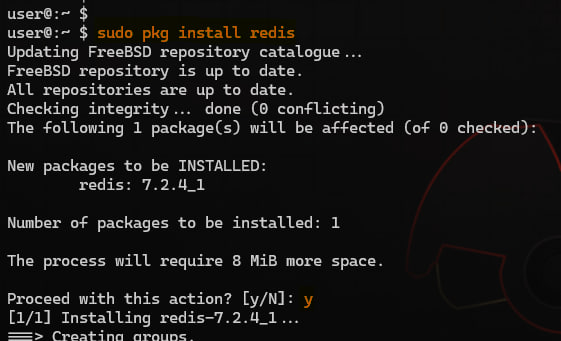 user@:~ $
user@:~ $ sudo pkg install redis
Updating FreeBSD repository catalogue...
FreeBSD repository is up to date.
All repositories are up to date.
Checking integrity... done (0 conflicting)
The following 1 package(s) will be affected (of 0 checked):
New packages to be INSTALLED:
redis: 7.2.4_1
Number of packages to be installed: 1
The process will require 8 MiB more space.
Proceed with this action? [y/N]: y
[1/1] Installing redis-7.2.4_1...
===> Creating groups.